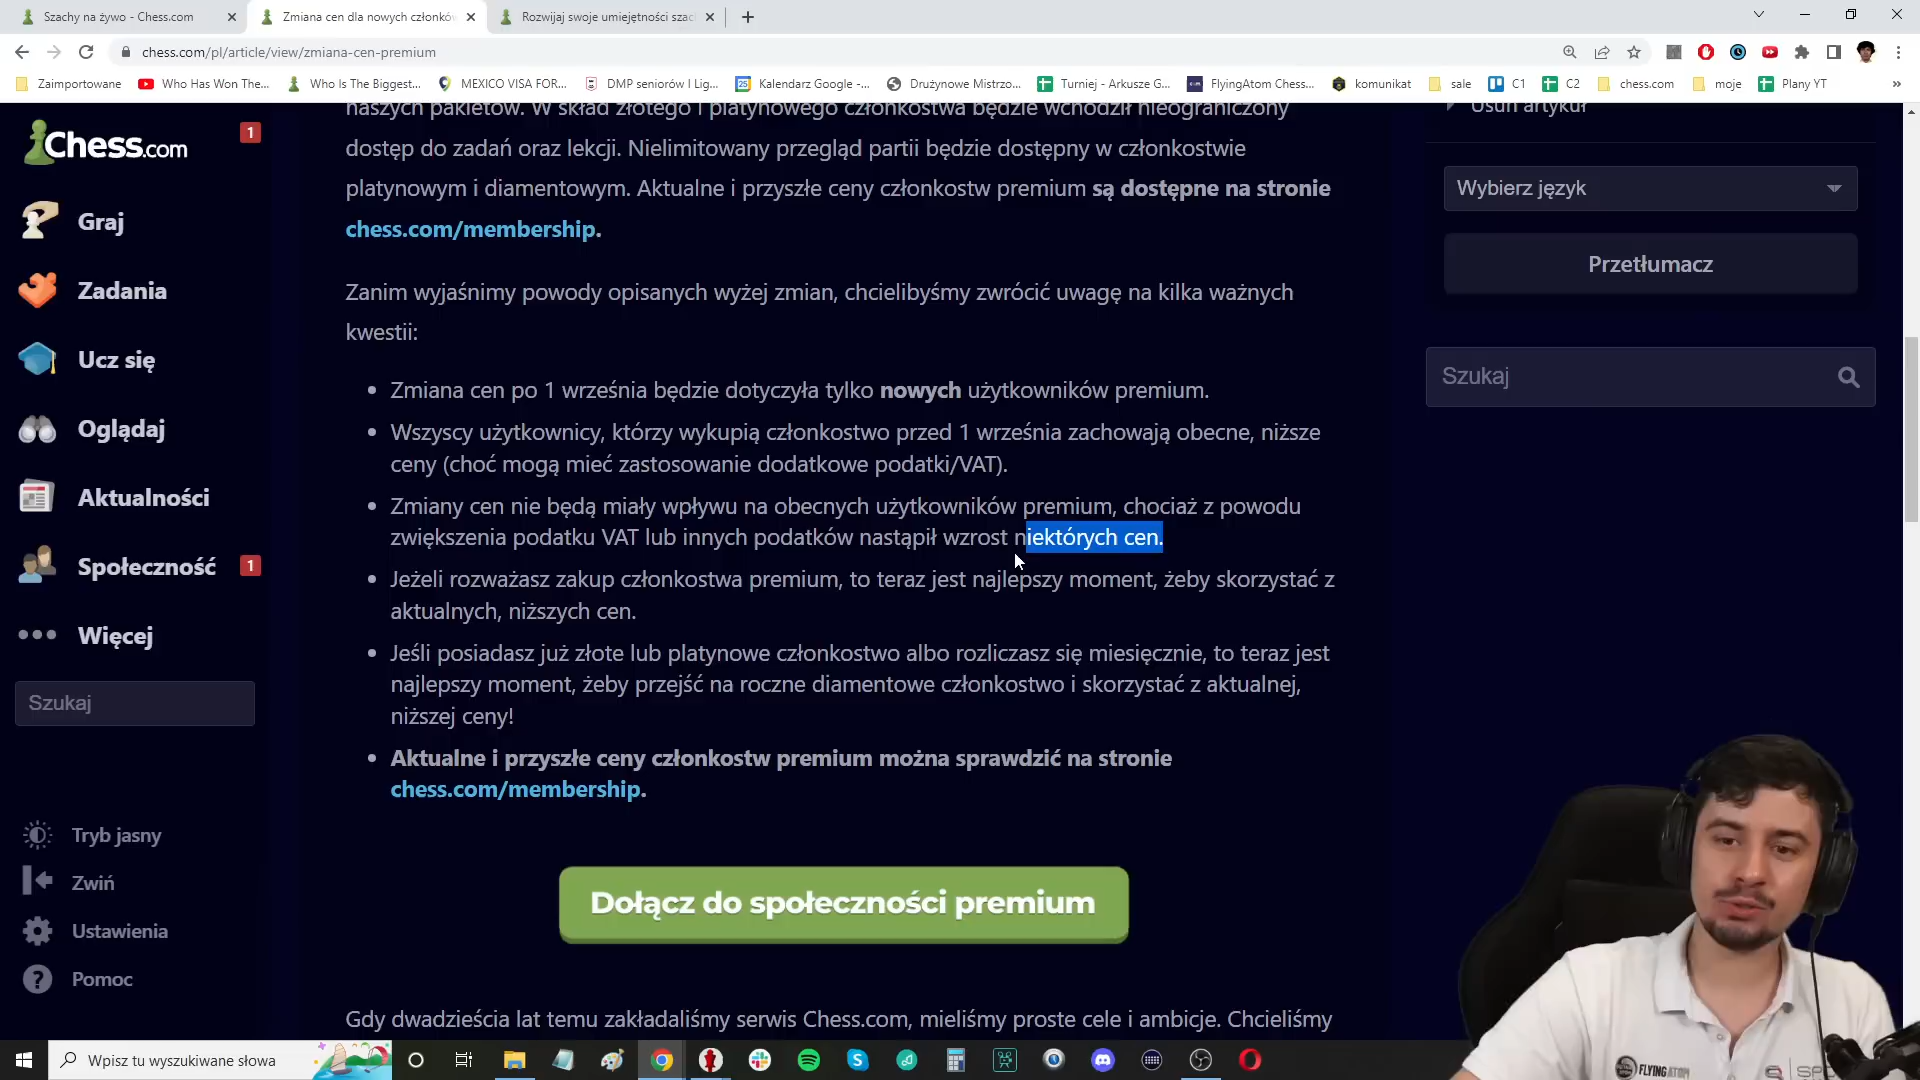 Szachy na żywo - Chess.com
Zmiana cen dla nowych członków
Rozwijaj swoje umiejętności szac
chess.com/pl/article/view/zmiana-cen-premium
Zaimportowane
Who Has Won The...
Who Is The Biggest...
MEXICO VISA FOR...
DMP seniorów I Lig...
Kalendarz Google -...
Drużynowe Mistrzo...
Turniej - Arkusze G...
FlyingAtom Chess...
komunikat
sale
C1
C2
chess.com
moje
Plany YT
»
Chess.com
1
Graj
Zadania
Ucz się
Oglądaj
Aktualności
Społeczność
1
Więcej
Szukaj
Tryb jasny
Zwiń
Ustawienia
Pomoc
naszych pakietów. W skład złotego i platynowego członkostwa będzie wchodził nieograniczony
dostęp do zadań oraz lekcji. Nielimitowany przegląd partii będzie dostępny w członkostwie
platynowym i diamentowym. Aktualne i przyszłe ceny członkostw premium są dostępne na stronie
chess.com/membership.
Zanim wyjaśnimy powody opisanych wyżej zmian, chcielibyśmy zwrócić uwagę na kilka ważnych
kwestii:
• Zmiana cen po 1 września będzie dotyczyła tylko nowych użytkowników premium.
• Wszyscy użytkownicy, którzy wykupią członkostwo przed 1 września zachowają obecne, niższe
ceny (choć mogą mieć zastosowanie dodatkowe podatki/VAT).
• Zmiany cen nie będą miały wpływu na obecnych użytkowników premium, chociaż z powodu
zwiększenia podatku VAT lub innych podatków nastąpił wzrost niektórych cen.
• Jeżeli rozważasz zakup członkostwa premium, to teraz jest najlepszy moment, żeby skorzystać z
aktualnych, niższych cen.
• Jeśli posiadasz już złote lub platynowe członkostwo albo rozliczasz się miesięcznie, to teraz jest
najlepszy moment, żeby przejść na roczne diamentowe członkostwo i skorzystać z aktualnej,
niższej ceny!
• Aktualne i przyszłe ceny członkostw premium można sprawdzić na stronie
chess.com/membership.
Dołącz do społeczności premium
Gdy dwadzieścia lat temu zakładaliśmy serwis Chess.com, mieliśmy proste cele i ambicje. Chcieliśmy
Usuń artykuł
Wybierz język
Przetłumacz
Szukaj
FLYINGATOM
Wpisz tu wyszukiwane słowa